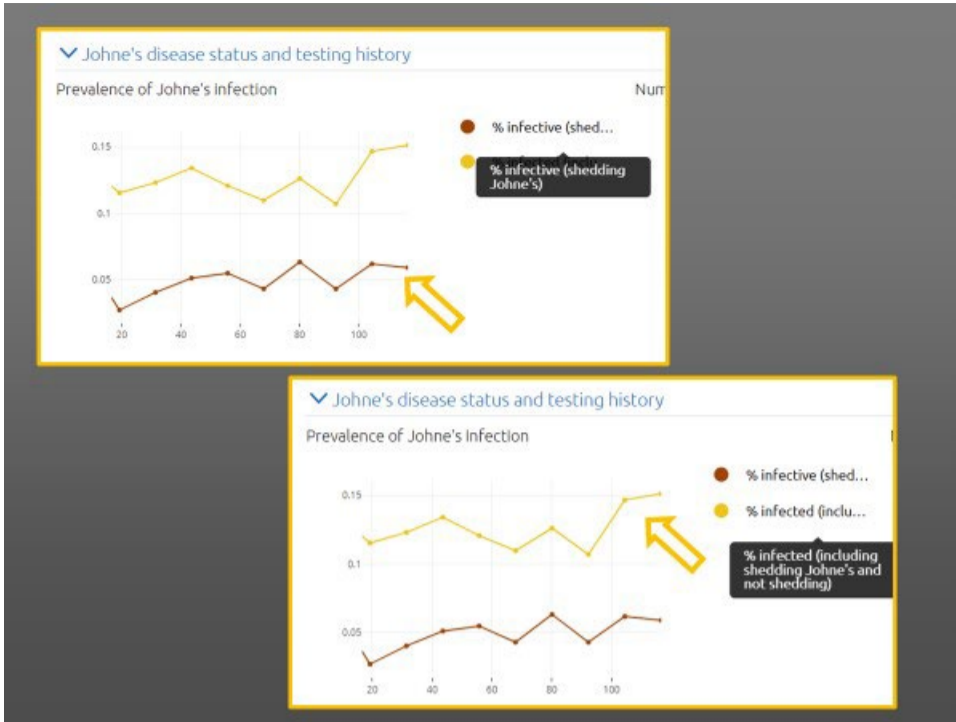 Johne's disease status and testing history
Prevalence of Johne's Infection
Num
% infective (shed...
% infective (shedding
Johne's)
0.15
0.1
0.05
20 40 60 80 100
Johne's disease status and testing history
Prevalence of Johne's Infection
% infective (shed...
% infected (inclu...
% infected (including
shedding Johne's and
not shedding)
0.15
0.1
0.05
20 40 60 80 100